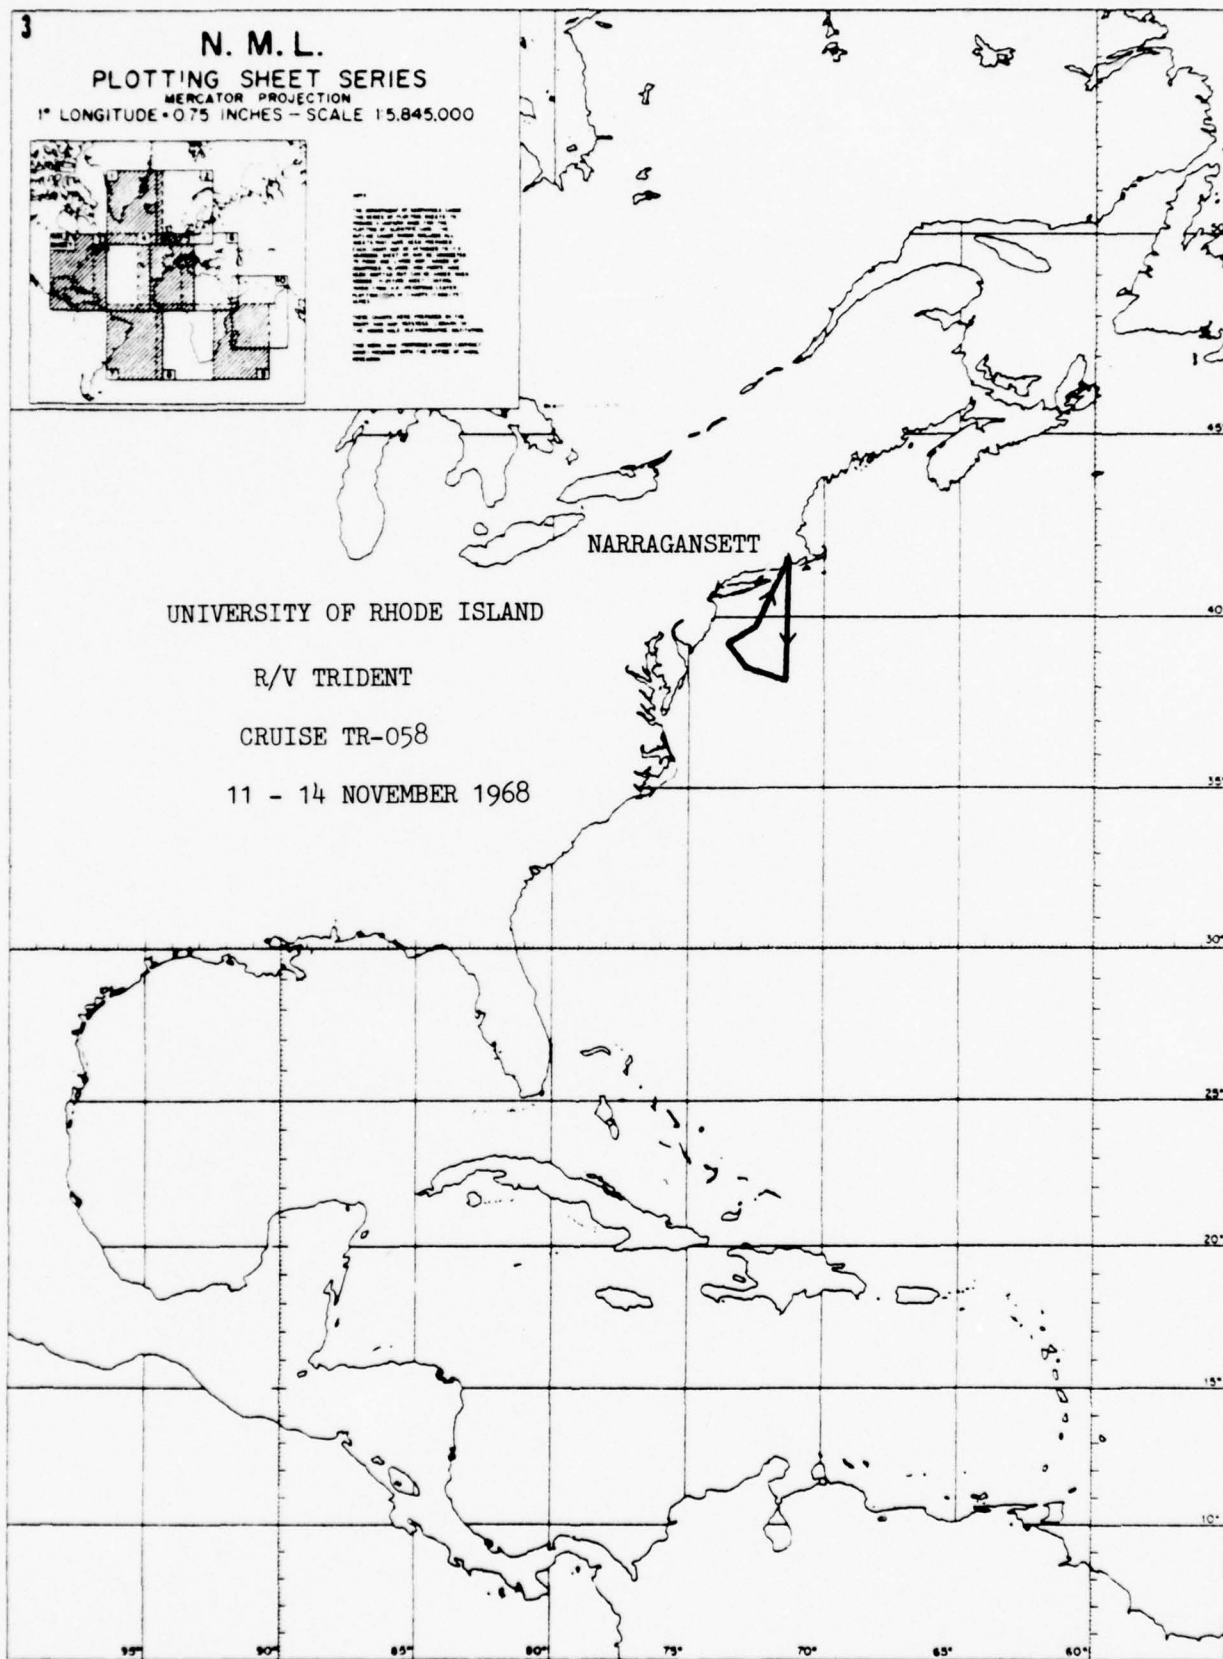 3
N. M. L.
PLOTTING SHEET SERIES
MERCATOR PROJECTION
1° LONGITUDE = 0.75 INCHES – SCALE 1:5,845,000
50°
45°
NARRAGANSETT
40°
UNIVERSITY OF RHODE ISLAND
R/V TRIDENT
CRUISE TR-058
11 - 14 NOVEMBER 1968
35°
30°
25°
20°
15°
10°
95° 90° 85° 80° 75° 70° 65° 60°